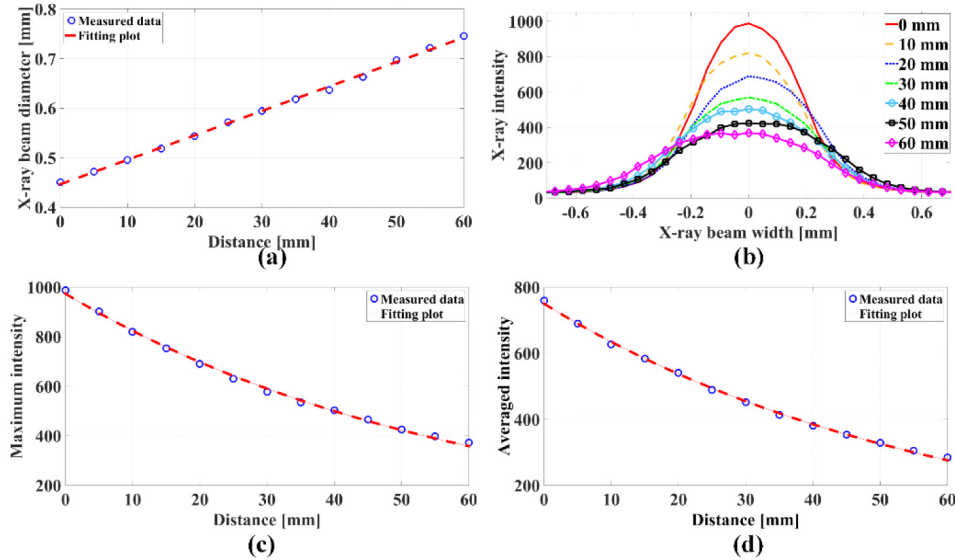 0.8
0.7
0.6
0.5
0.4
0 10 20 30 40 50 60
X-ray beam diameter [mm]
Distance [mm]
Measured data
Fitting plot
(a)
1000
800
600
400
200
0
-0.6 -0.4 -0.2 0 0.2 0.4 0.6
X-ray intensity
X-ray beam width [mm]
0 mm
10 mm
20 mm
30 mm
40 mm
50 mm
60 mm
(b)
1000
800
600
400
200
0 10 20 30 40 50 60
Maximum intensity
Distance [mm]
Measured data
Fitting plot
(c)
800
600
400
200
0 10 20 30 40 50 60
Averaged intensity
Distance [mm]
Measured data
Fitting plot
(d)